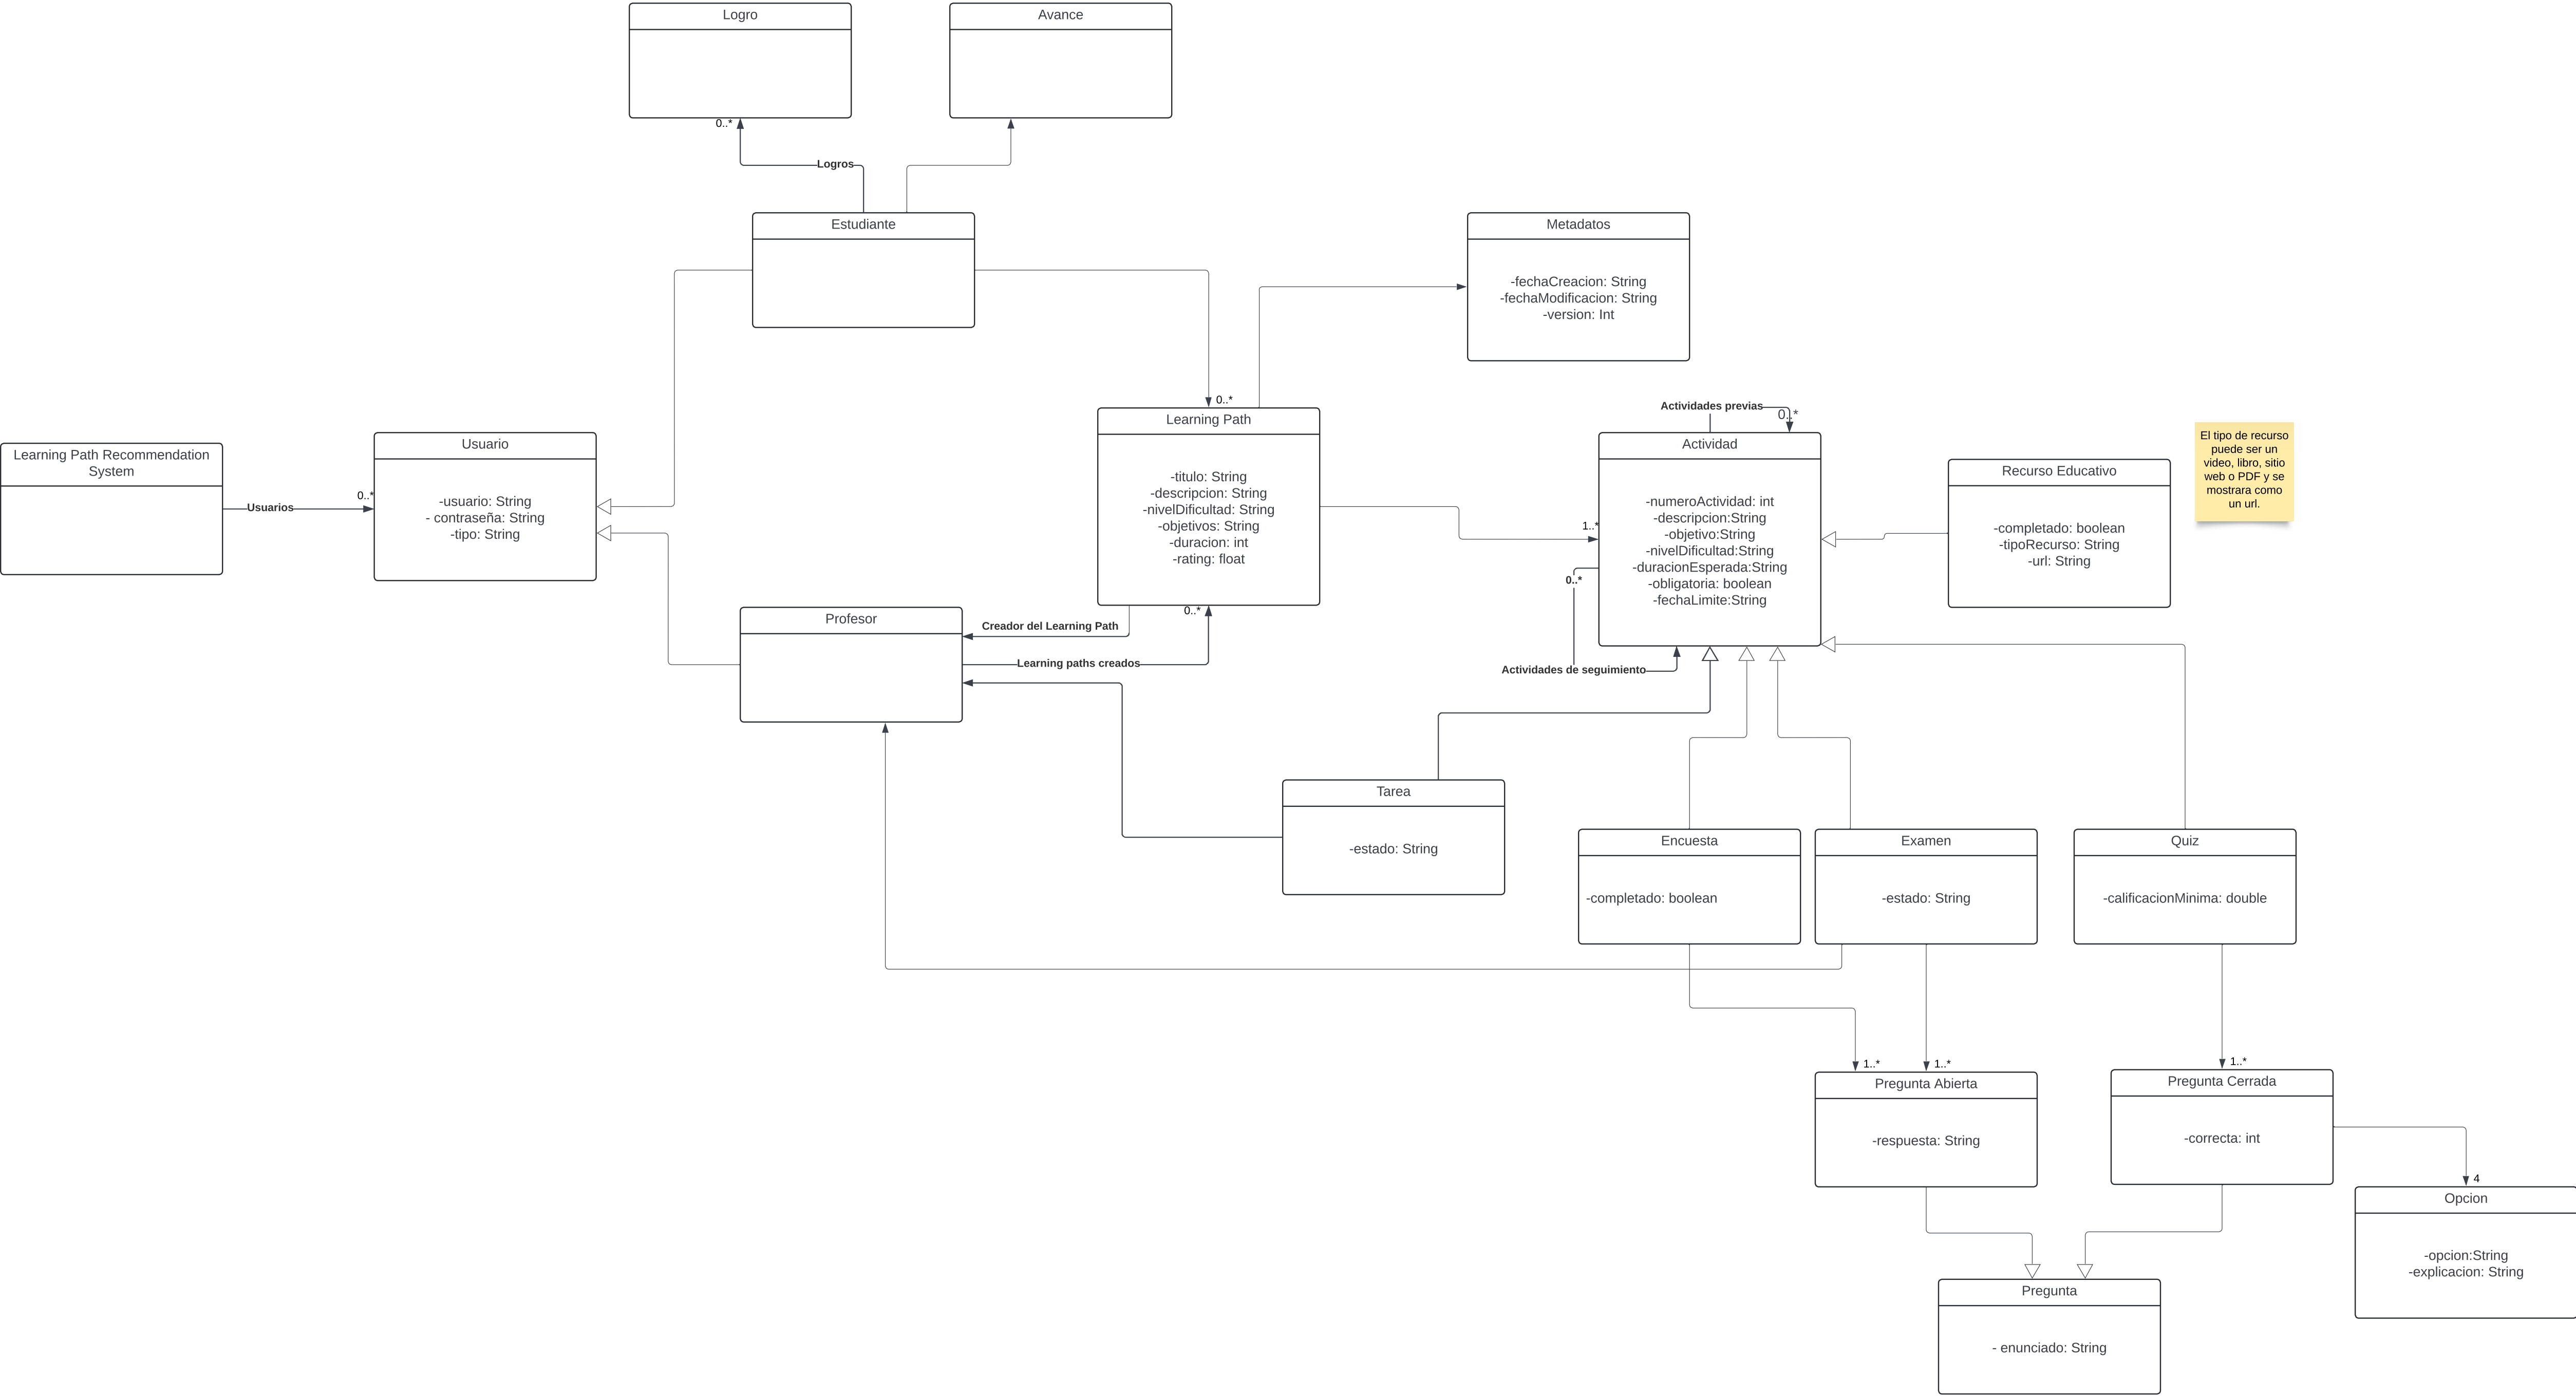 Logro
Avance
0..*
Logros
Estudiante
Metadatos
-fechaCreacion: String
-fechaModificacion: String
-version: Int
0..*
Learning Path
-titulo: String
-descripcion: String
-nivelDificultad: String
-objetivos: String
-duracion: int
-rating: float
Actividades previas
0..*
Actividad
-numeroActividad: int
-descripcion:String
-objetivo:String
-nivelDificultad:String
-duracionEsperada:String
-obligatoria: boolean
-fechaLimite:String
El tipo de recurso
puede ser un
video, libro, sitio
web o PDF y se
mostrara como
un url.
Learning Path Recommendation
System
Usuarios
0..*
Usuario
-usuario: String
- contraseña: String
-tipo: String
Recurso Educativo
-completado: boolean
-tipoRecurso: String
-url: String
1..*
0..*
Actividades de seguimiento
Profesor
Creador del Learning Path
0..*
Learning paths creados
Tarea
-estado: String
Encuesta
-completado: boolean
Examen
-estado: String
Quiz
-calificacionMinima: double
1..*
1..*
1..*
Pregunta Abierta
-respuesta: String
Pregunta Cerrada
-correcta: int
4
Opcion
-opcion:String
-explicacion: String
Pregunta
- enunciado: String